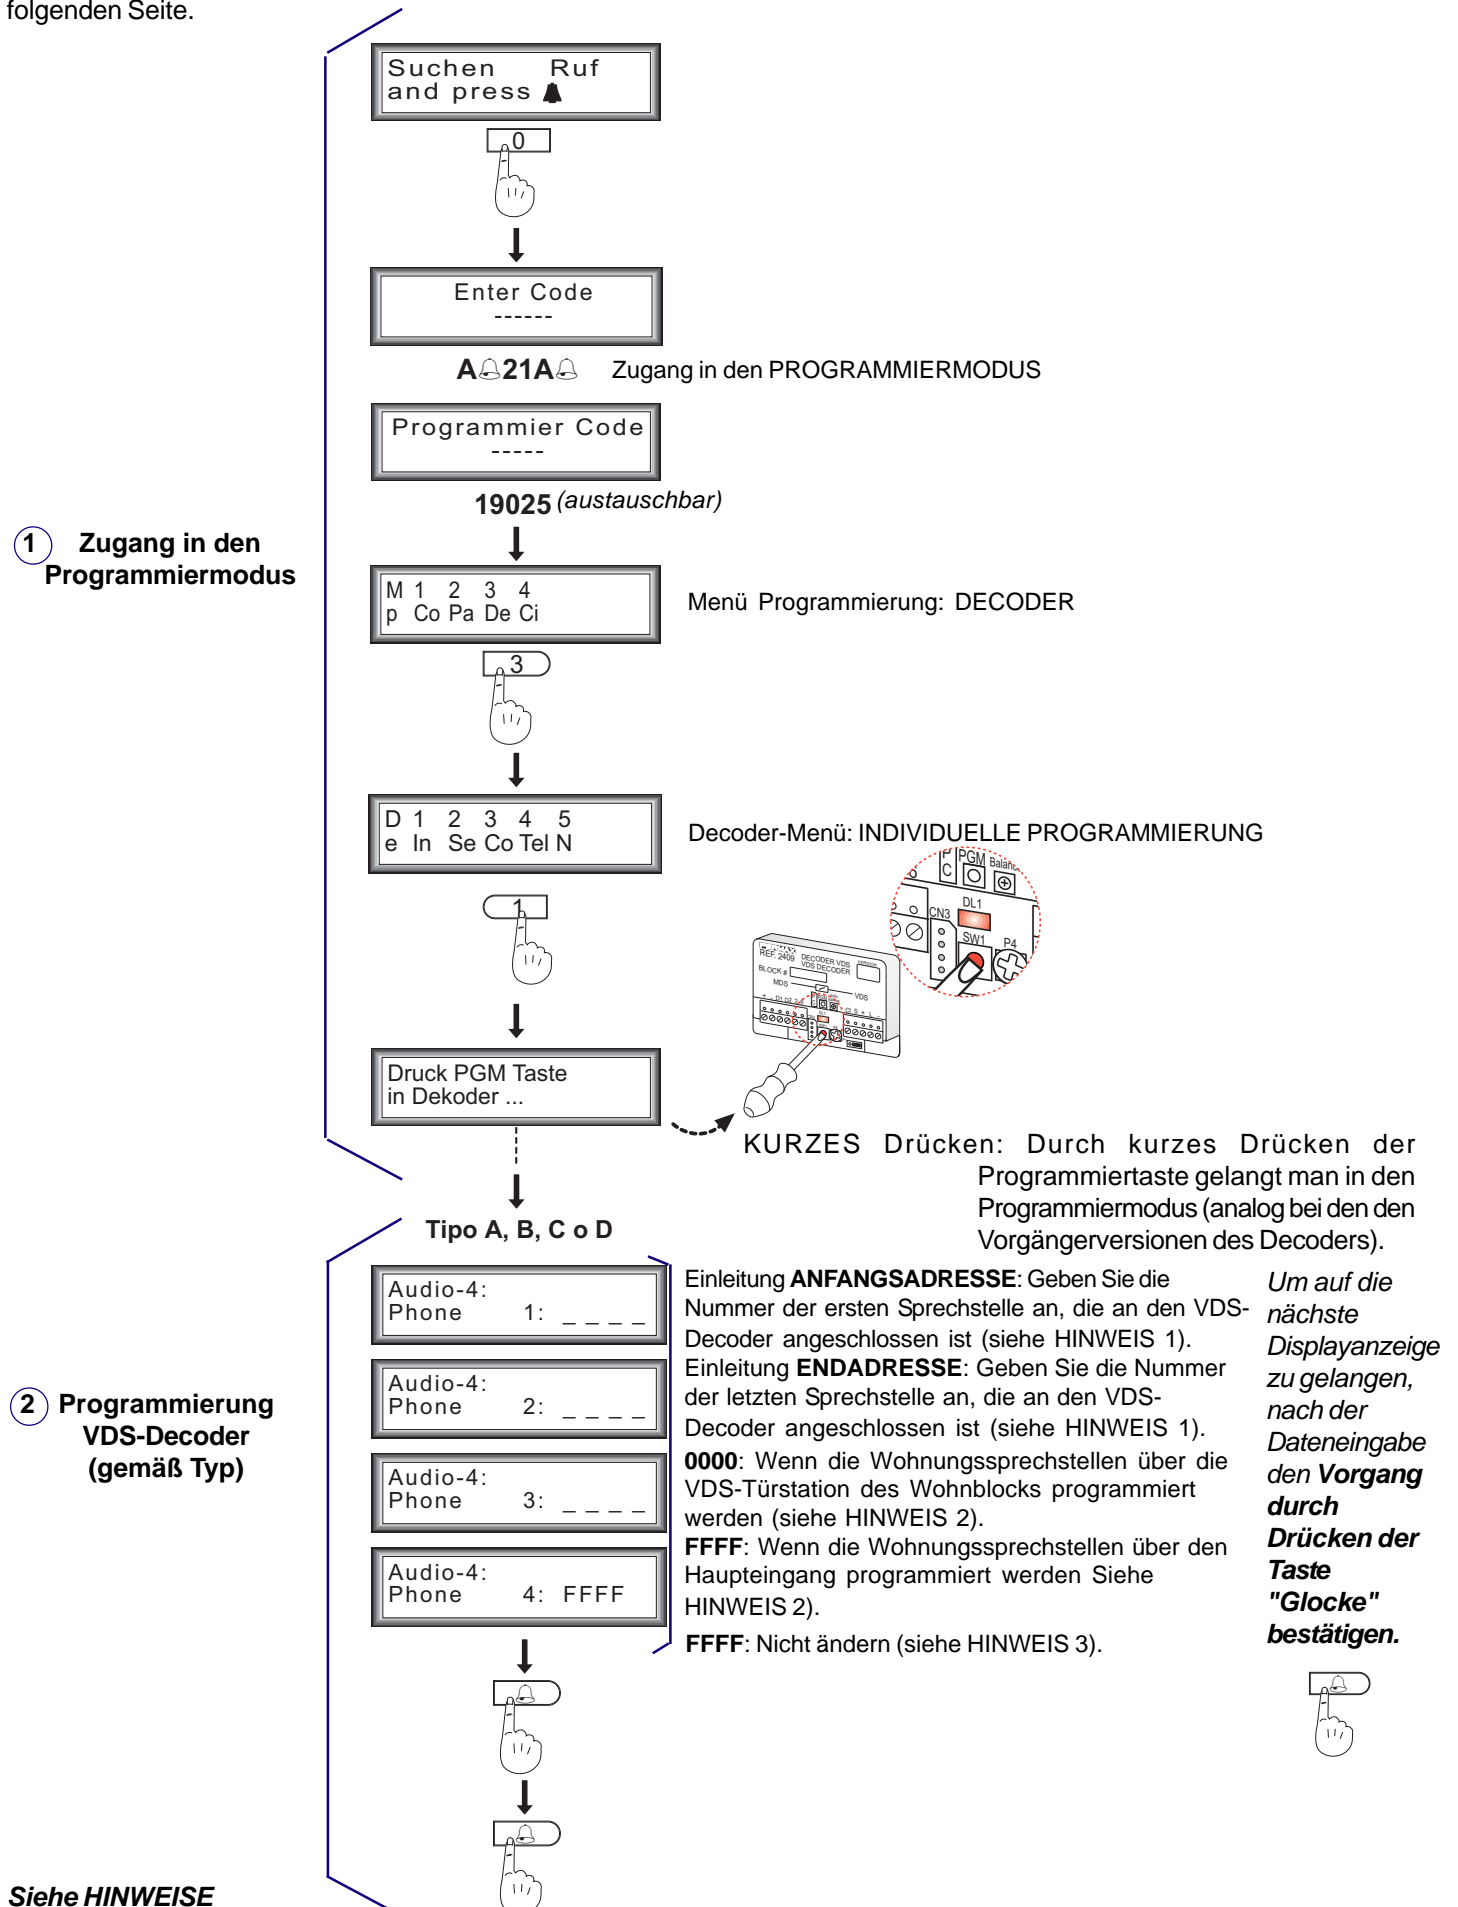 folgenden Seite.
Suchen Ruf
and press
0
Enter Code
------
A 21A
Zugang in den PROGRAMMIERMODUS
Programmier Code
-----
19025 (austauschbar)
1 Zugang in den
Programmiermodus
M 1 2 3 4
p Co Pa De Ci
Menü Programmierung: DECODER
3
D 1 2 3 4 5
e In Se Co Tel N
Decoder-Menü: INDIVIDUELLE PROGRAMMIERUNG
1
P PGM
C
DL1
CN3
SW1 P4
REF. 2409 DECODER VDS
VDS DECODER
BLOCK #
MDS VDS
Druck PGM Taste
in Dekoder ...
KURZES Drücken: Durch kurzes Drücken der
Programmiertaste gelangt man in den
Programmiermodus (analog bei den den
Vorgängerversionen des Decoders).
Tipo A, B, C o D
2 Programmierung
VDS-Decoder
(gemäß Typ)
Audio-4:
Phone 1: _ _ _ _
Audio-4:
Phone 2: _ _ _ _
Audio-4:
Phone 3: _ _ _ _
Audio-4:
Phone 4: FFFF
Einleitung ANFANGSADRESSE: Geben Sie die
Nummer der ersten Sprechstelle an, die an den VDS-
Decoder angeschlossen ist (siehe HINWEIS 1).
Einleitung ENDADRESSE: Geben Sie die Nummer
der letzten Sprechstelle an, die an den VDS-
Decoder angeschlossen ist (siehe HINWEIS 1).
0000: Wenn die Wohnungssprechstellen über die
VDS-Türstation des Wohnblocks programmiert
werden (siehe HINWEIS 2).
FFFF: Wenn die Wohnungssprechstellen über den
Haupteingang programmiert werden Siehe
HINWEIS 2).
FFFF: Nicht ändern (siehe HINWEIS 3).
Um auf die
nächste
Displayanzeige
zu gelangen,
nach der
Dateneingabe
den Vorgang
durch
Drücken der
Taste
"Glocke"
bestätigen.
Siehe HINWEISE